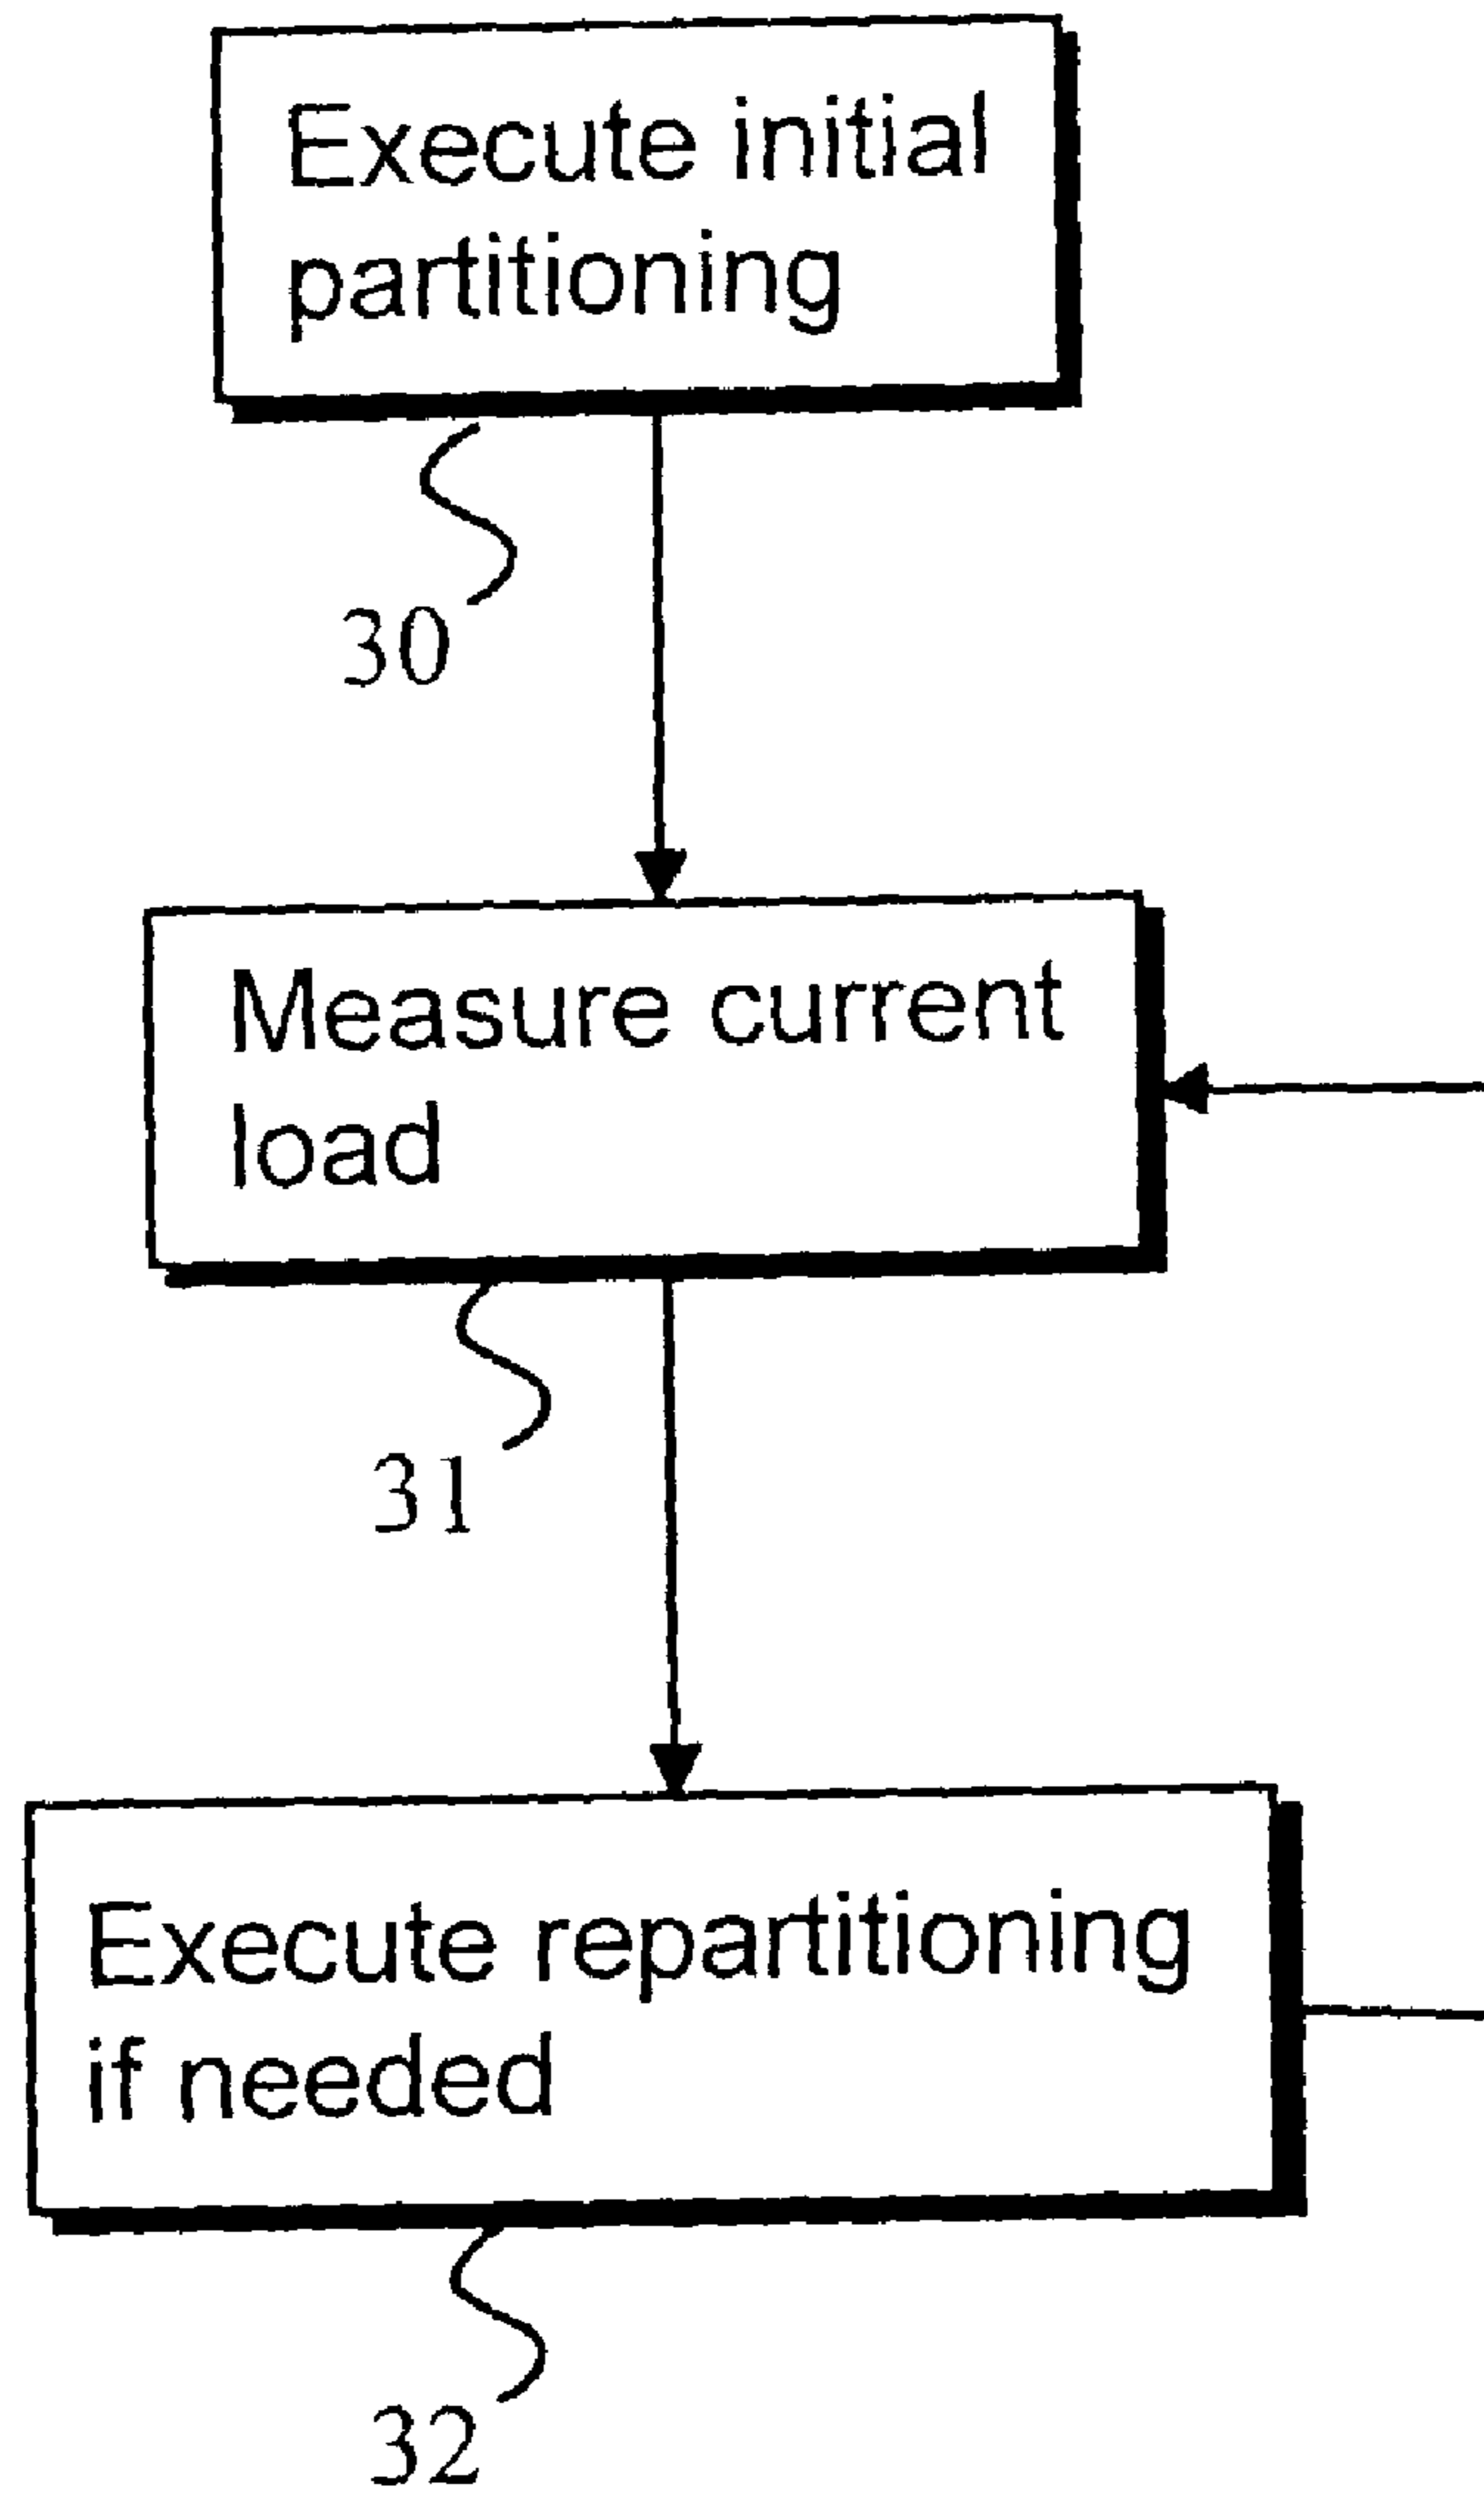 Execute initial
partitioning
30
Measure current
load
31
Execute repartitioning
if needed
32